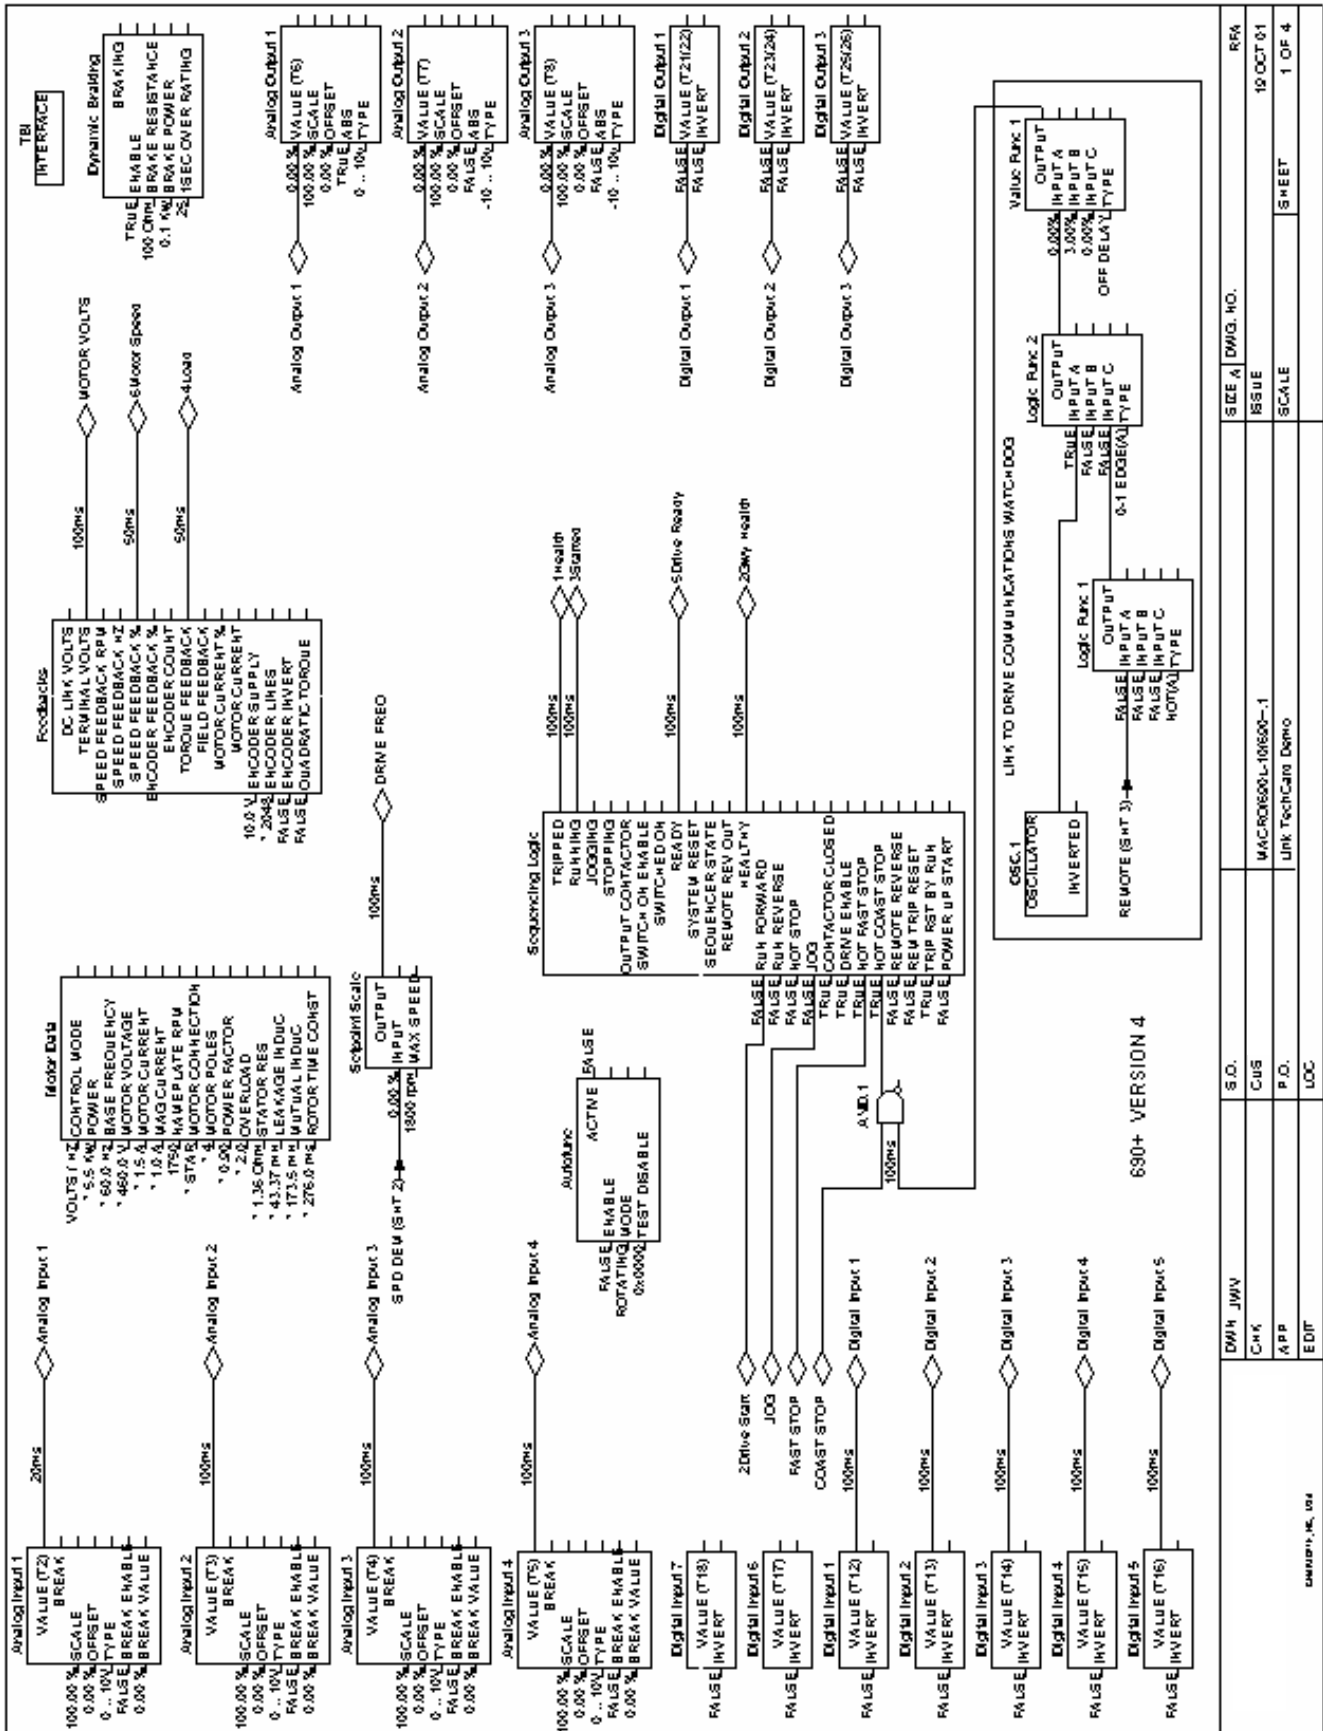 Analog Input 1
VALUE (T2)
BREAK
100.00 % SCALE
0.00 % OFFSET
0 .. 10V TYPE
FALSE BREAK ENABLE
0.00 % BREAK VALUE
20ms
Analog Input 1
Analog Input 2
VALUE (T3)
BREAK
100.00 % SCALE
0.00 % OFFSET
0 .. 10V TYPE
FALSE BREAK ENABLE
0.00 % BREAK VALUE
100ms
Analog Input 2
Analog Input 3
VALUE (T4)
BREAK
100.00 % SCALE
0.00 % OFFSET
0 .. 10V TYPE
FALSE BREAK ENABLE
0.00 % BREAK VALUE
100ms
Analog Input 3
Analog Input 4
VALUE (T5)
BREAK
100.00 % SCALE
0.00 % OFFSET
0 .. 10V TYPE
FALSE BREAK ENABLE
0.00 % BREAK VALUE
100ms
Analog Input 4
Digital Input 7
VALUE (T18)
FALSE INVERT
Digital Input 6
VALUE (T17)
FALSE INVERT
Digital Input 1
VALUE (T12)
FALSE INVERT
100ms
Digital Input 1
Digital Input 2
VALUE (T13)
FALSE INVERT
100ms
Digital Input 2
Digital Input 3
VALUE (T14)
FALSE INVERT
100ms
Digital Input 3
Digital Input 4
VALUE (T15)
FALSE INVERT
100ms
Digital Input 4
Digital Input 5
VALUE (T16)
FALSE INVERT
100ms
Digital Input 5
Motor Data
VOLTS / HZ CONTROL MODE
* 5.5 KW POWER
* 60.0 HZ BASE FREQUENCY
* 460.0 V MOTOR VOLTAGE
* 1.5 A MOTOR CURRENT
* 1.0 A MAG CURRENT
1750 NAMEPLATE RPM
* STAR MOTOR CONNECTION
* 4 MOTOR POLES
* 0.90 POWER FACTOR
* 2.0 OVERLOAD
* 1.36 Ohm STATOR RES
* 43.37 mH LEAKAGE INDUC
* 173.5 mH MUTUAL INDUC
* 276.0 ms ROTOR TIME CONST
Setpoint Scale
OUTPUT
0.00 % INPUT
1800 rpm MAX SPEED
SPD DEM (SHT 2)
100ms
DRIVE FREQ
Autotune
ACTIVE FALSE
FALSE ENABLE
ROTATING MODE
0x0000 TEST DISABLE
2Drive Start
JOG
FAST STOP
COAST STOP
AND.1
100ms
690+ VERSION 4
Feedbacks
DC LINK VOLTS
TERMINAL VOLTS
SPEED FEEDBACK RPM
SPEED FEEDBACK HZ
SPEED FEEDBACK %
ENCODER FEEDBACK %
ENCODER COUNT
TORQUE FEEDBACK
FIELD FEEDBACK
MOTOR CURRENT %
MOTOR CURRENT
10.0 V ENCODER SUPPLY
* 2048 ENCODER LINES
FALSE ENCODER INVERT
FALSE QUADRATIC TORQUE
100ms
MOTOR VOLTS
50ms
6Motor Speed
50ms
4Load
Sequencing Logic
TRIPPED
RUNNING
JOGGING
STOPPING
OUTPUT CONTACTOR
SWITCH ON ENABLE
SWITCHED ON
READY
SYSTEM RESET
SEQUENCER STATE
REMOTE REV OUT
HEALTHY
FALSE RUN FORWARD
FALSE RUN REVERSE
FALSE NOT STOP
FALSE JOG
TRUE CONTACTOR CLOSED
TRUE DRIVE ENABLE
TRUE NOT FAST STOP
TRUE NOT COAST STOP
FALSE REMOTE REVERSE
FALSE REM TRIP RESET
TRUE TRIP RST BY RUN
FALSE POWER UP START
100ms
1Health
100ms
3Started
100ms
5Drive Ready
100ms
TBI
INTERFACE
Dynamic Braking
BRAKING
TRUE ENABLE
100 Ohm BRAKE RESISTANCE
0.1 KW BRAKE POWER
25 1SEC OVER RATING
Analog Output 1
0.00 % VALUE (T6)
100.00 % SCALE
0.00 % OFFSET
TRUE ABS
0 .. 10V TYPE
Analog Output 1
Analog Output 2
0.00 % VALUE (T7)
100.00 % SCALE
0.00 % OFFSET
FALSE ABS
-10 .. 10V TYPE
Analog Output 2
Analog Output 3
0.00 % VALUE (T8)
100.00 % SCALE
0.00 % OFFSET
FALSE ABS
-10 .. 10V TYPE
Analog Output 3
Digital Output 1
FALSE VALUE (T21/22)
FALSE INVERT
Digital Output 1
Digital Output 2
FALSE VALUE (T23/24)
FALSE INVERT
Digital Output 2
Digital Output 3
FALSE VALUE (T25/26)
FALSE INVERT
Digital Output 3
LINK TO DRIVE COMMUNICATIONS WATCHDOG
OSC.1
OSCILLATOR
INVERTED
REMOTE (SHT 3)
Logic Func 1
OUTPUT
FALSE INPUT A
FALSE INPUT B
FALSE INPUT C
NOT(A) TYPE
Logic Func 2
OUTPUT
TRUE INPUT A
FALSE INPUT B
FALSE INPUT C
0-1 EDGE(A) TYPE
Value Func 1
OUTPUT
0.00% INPUT A
3.00% INPUT B
0.00% INPUT C
OFF DELAY TYPE
DWN JWV
CHK
APP
EDIT
S.O.
CUS
P.O.
LOC
Link TechCard Demo
SIZE A DWG. NO.
RFA
ISSUE
19 OCT 01
SCALE
SHEET 1 OF 4